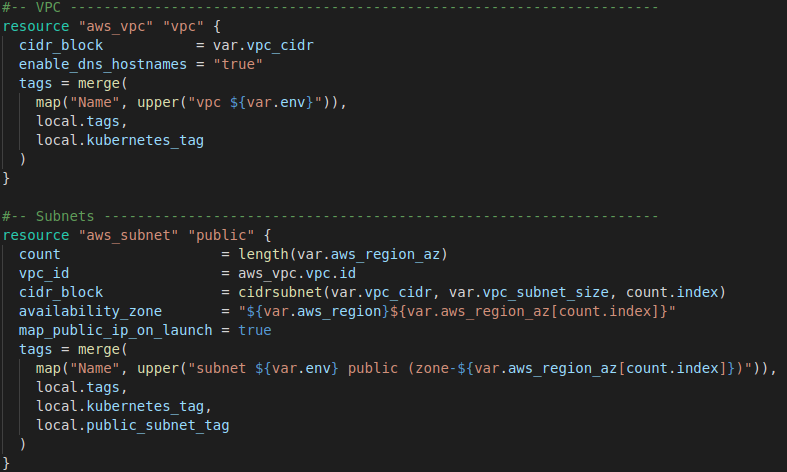 #-- VPC ----------------------------------------------------------------------
resource "aws_vpc" "vpc" {
  cidr_block           = var.vpc_cidr
  enable_dns_hostnames = "true"
  tags = merge(
    map("Name", upper("vpc ${var.env}")),
    local.tags,
    local.kubernetes_tag
  )
}

#-- Subnets ------------------------------------------------------------------
resource "aws_subnet" "public" {
  count                   = length(var.aws_region_az)
  vpc_id                  = aws_vpc.vpc.id
  cidr_block              = cidrsubnet(var.vpc_cidr, var.vpc_subnet_size, count.index)
  availability_zone       = "${var.aws_region}${var.aws_region_az[count.index]}"
  map_public_ip_on_launch = true
  tags = merge(
    map("Name", upper("subnet ${var.env} public (zone-${var.aws_region_az[count.index]})")),
    local.tags,
    local.kubernetes_tag,
    local.public_subnet_tag
  )
}